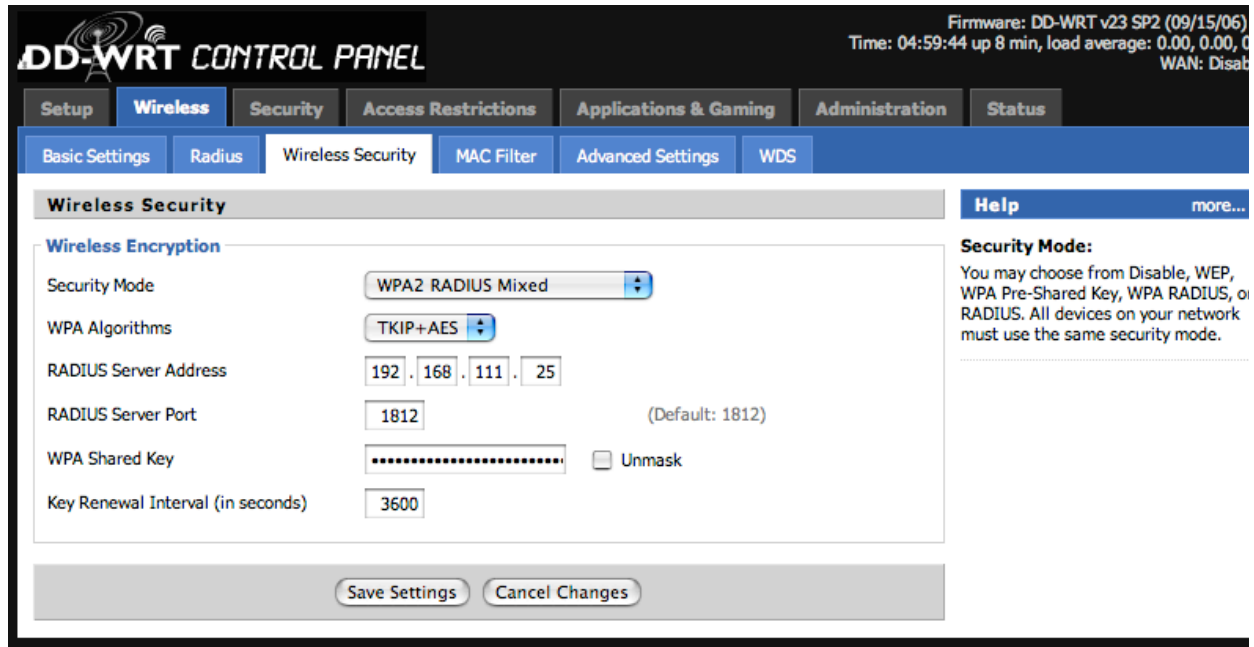 DD-WRT CONTROL PANEL
Firmware: DD-WRT v23 SP2 (09/15/06)
Time: 04:59:44 up 8 min, load average: 0.00, 0.00,
WAN:
Setup Wireless Security Access Restrictions Applications & Gaming Administration Status
Basic Settings Radius Wireless Security MAC Filter Advanced Settings WDS
Wireless Security
Wireless Encryption
Security Mode WPA2 RADIUS Mixed
WPA Algorithms TKIP+AES
RADIUS Server Address 192 . 168 . 111 . 25
RADIUS Server Port 1812 (Default: 1812)
WPA Shared Key •••••••••••••••••••••••• Unmask
Key Renewal Interval (in seconds) 3600
Save Settings Cancel Changes
Help more...
Security Mode:
You may choose from Disable, WEP,
WPA Pre-Shared Key, WPA RADIUS,
RADIUS. All devices on your network
must use the same security mode.